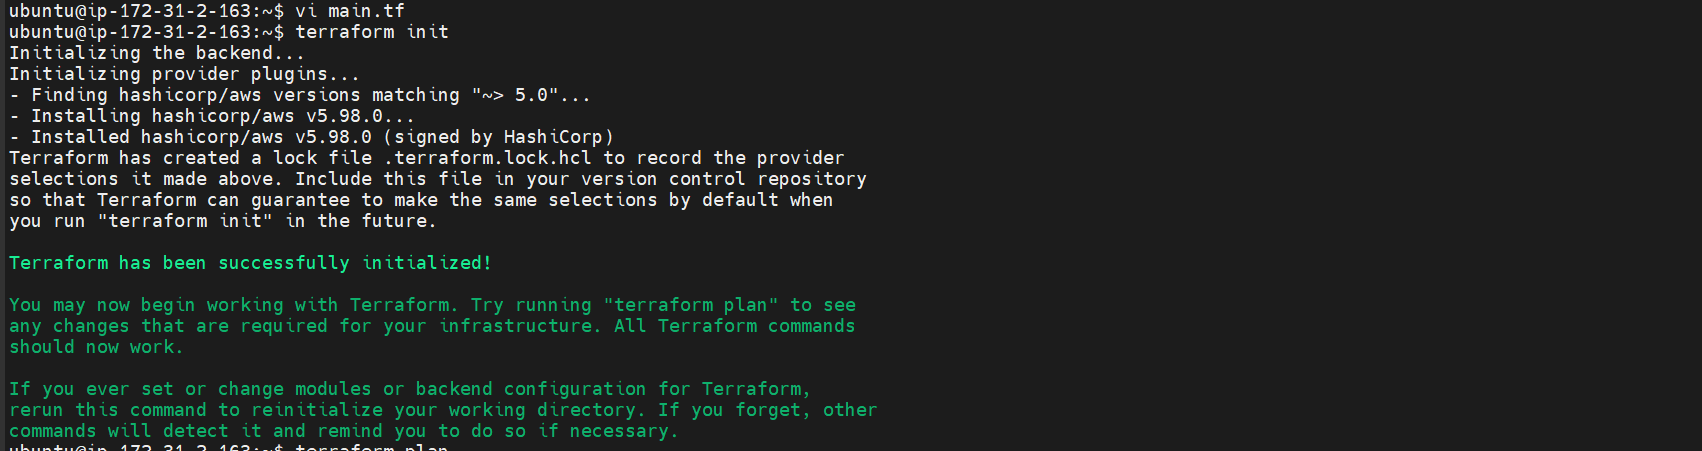 ubuntu@ip-172-31-2-163:~$ vi main.tf
ubuntu@ip-172-31-2-163:~$ terraform init
Initializing the backend...
Initializing provider plugins...
- Finding hashicorp/aws versions matching "~> 5.0"...
- Installing hashicorp/aws v5.98.0...
- Installed hashicorp/aws v5.98.0 (signed by HashiCorp)
Terraform has created a lock file .terraform.lock.hcl to record the provider
selections it made above. Include this file in your version control repository
so that Terraform can guarantee to make the same selections by default when
you run "terraform init" in the future.
Terraform has been successfully initialized!
You may now begin working with Terraform. Try running "terraform plan" to see
any changes that are required for your infrastructure. All Terraform commands
should now work.
If you ever set or change modules or backend configuration for Terraform,
rerun this command to reinitialize your working directory. If you forget, other
commands will detect it and remind you to do so if necessary.
ubuntu@ip-172-31-2-163:~$ terraform plan